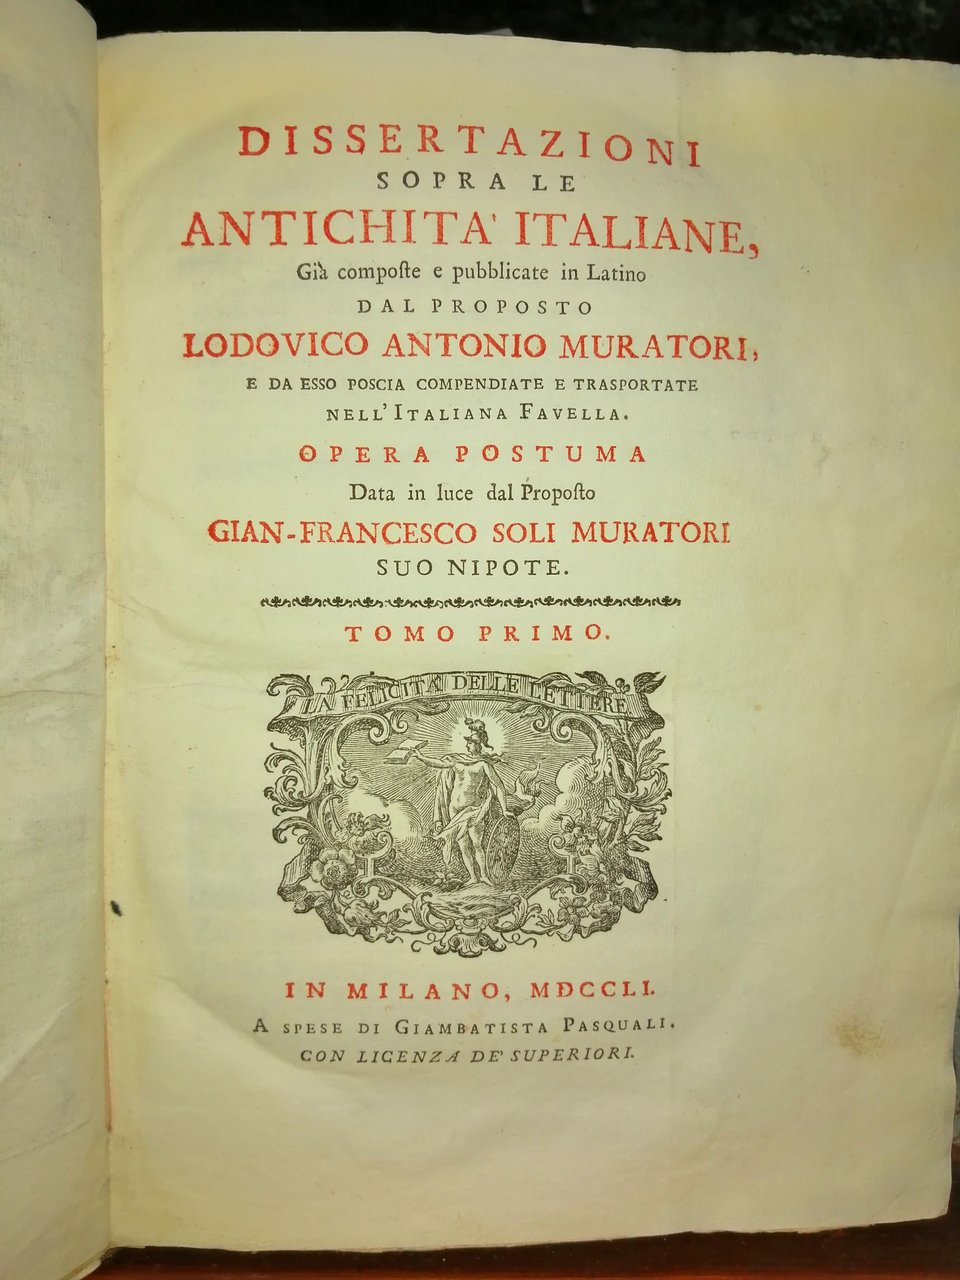 DISSERTAZIONI
SOPRA LE
ANTICHITA' ITALIANE,
Già compoſte e pubblicate in Latino
DAL PROPOSTO
LODOVICO ANTONIO MURATORI,
E DA ESSO POSCIA COMPENDIATE E TRASPORTATE
NELL'ITALIANA FAVELLA.
OPERA POSTUMA
Data in luce dal Propoſto
GIAN-FRANCESCO SOLI MURATORI
SUO NIPOTE.
TOMO PRIMO.
LA FELICITA' DELLE LETTERE
IN MILANO, MDCCLI.
A SPESE DI GIAMBATISTA PASQUALI.
CON LICENZA DE' SUPERIORI.